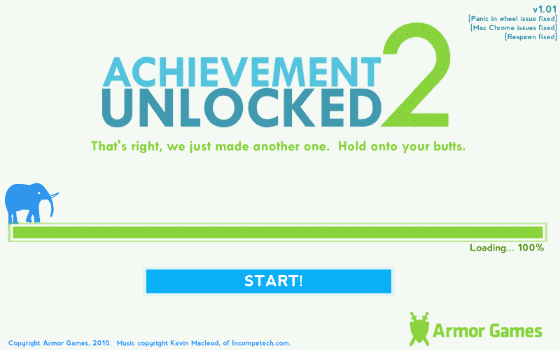 v1.01
[Panic in wheel issue fixed]
[Mac Chrome issues fixed]
[Respawn fixed]
ACHIEVEMENT
UNLOCKED 2
That's right, we just made another one. Hold onto your butts.
Loading... 100%
START!
Armor Games
Copyright Armor Games, 2010. Music copyright Kevin Macleod, of Incompetech.com.